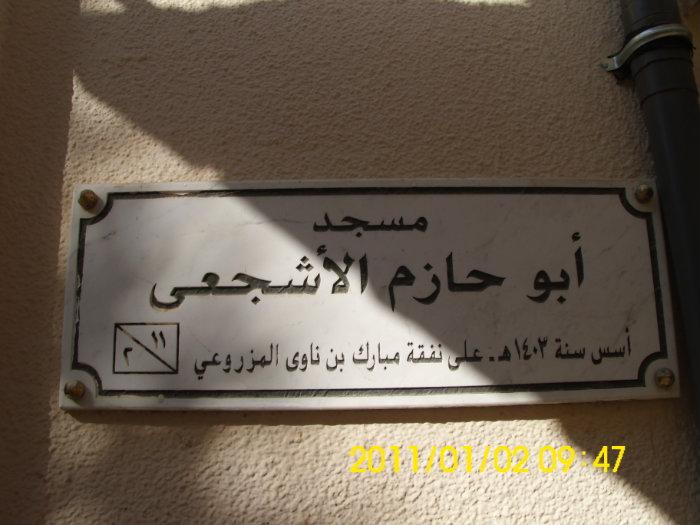 مسجد
أبو حازم الأشجعى
أسس سنة ١٤٠٣هـ - على نفقة مبارك بن ناوى المزروعي
١١
٢
2011/01/02 09:47